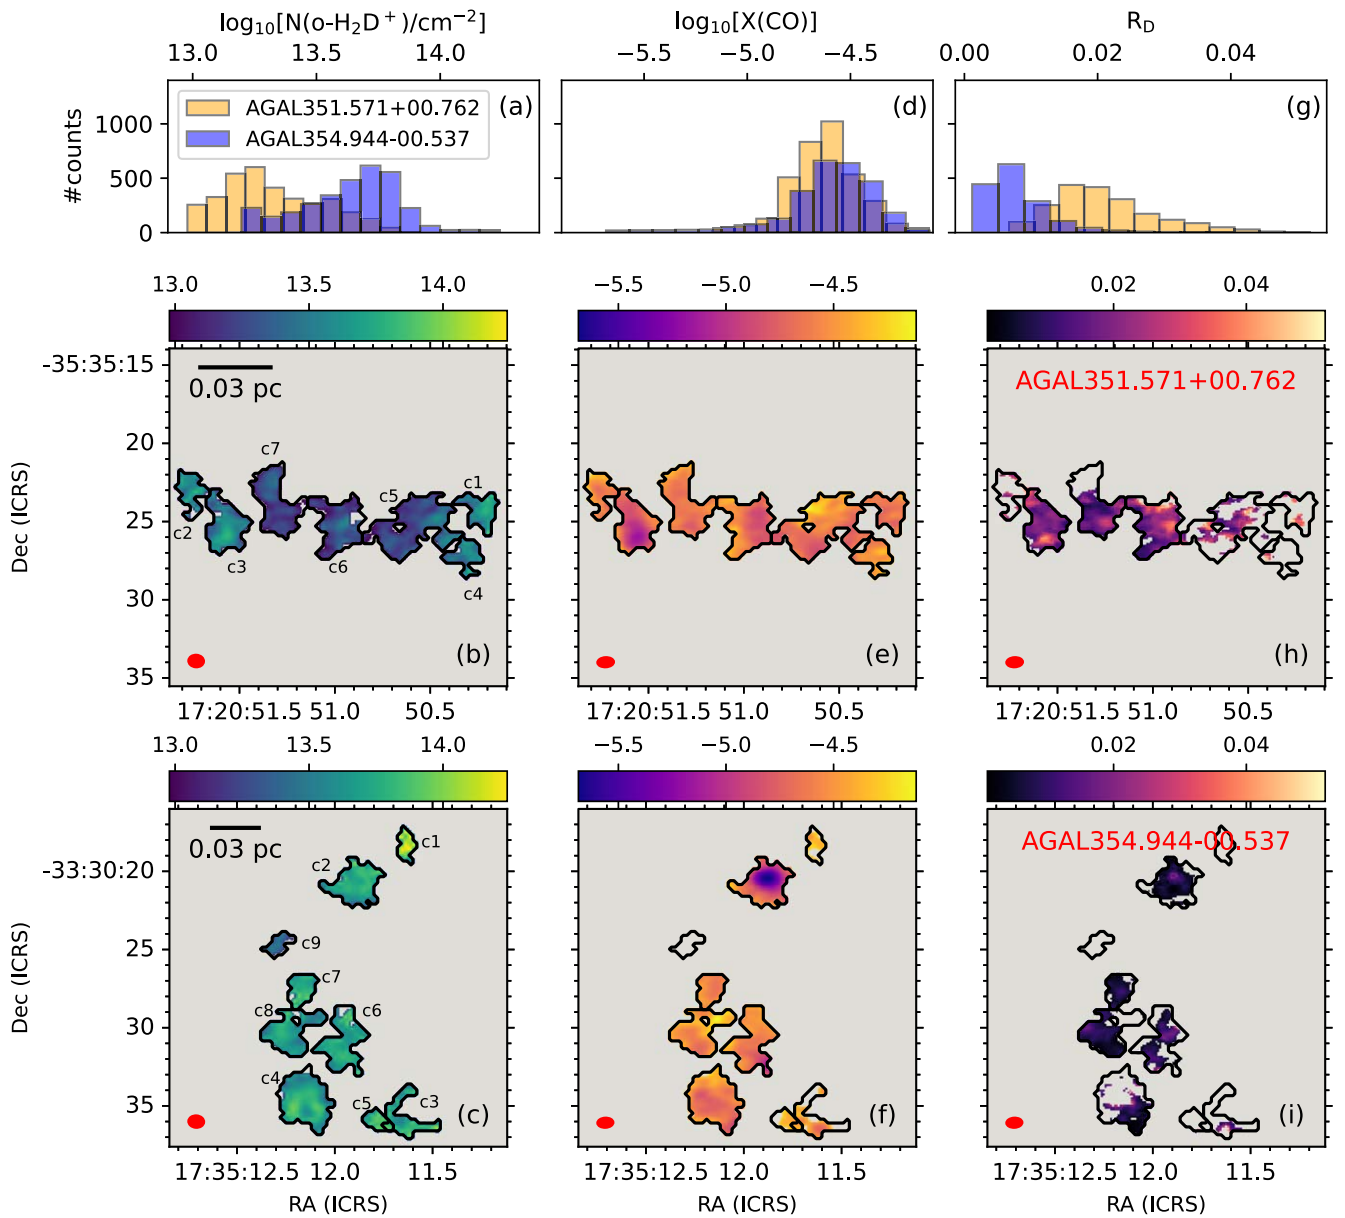 log₁₀[N(o-H₂D⁺)/cm⁻²]
log₁₀[X(CO)]
R_D
13.0 13.5 14.0
−5.5 −5.0 −4.5
0.00 0.02 0.04
#counts
1000
500
0
AGAL351.571+00.762
AGAL354.944-00.537
(a)
(d)
(g)
13.0 13.5 14.0
−5.5 −5.0 −4.5
0.02 0.04
Dec (ICRS)
-35:35:15
20
25
30
35
0.03 pc
c7
c5
c1
c2
c3
c6
c4
(b)
(e)
AGAL351.571+00.762
(h)
17:20:51.5 51.0 50.5
17:20:51.5 51.0 50.5
17:20:51.5 51.0 50.5
13.0 13.5 14.0
−5.5 −5.0 −4.5
0.02 0.04
Dec (ICRS)
-33:30:20
25
30
35
0.03 pc
c1
c2
c9
c7
c8
c6
c4
c5
c3
(c)
(f)
AGAL354.944-00.537
(i)
17:35:12.5 12.0 11.5
17:35:12.5 12.0 11.5
17:35:12.5 12.0 11.5
RA (ICRS)
RA (ICRS)
RA (ICRS)